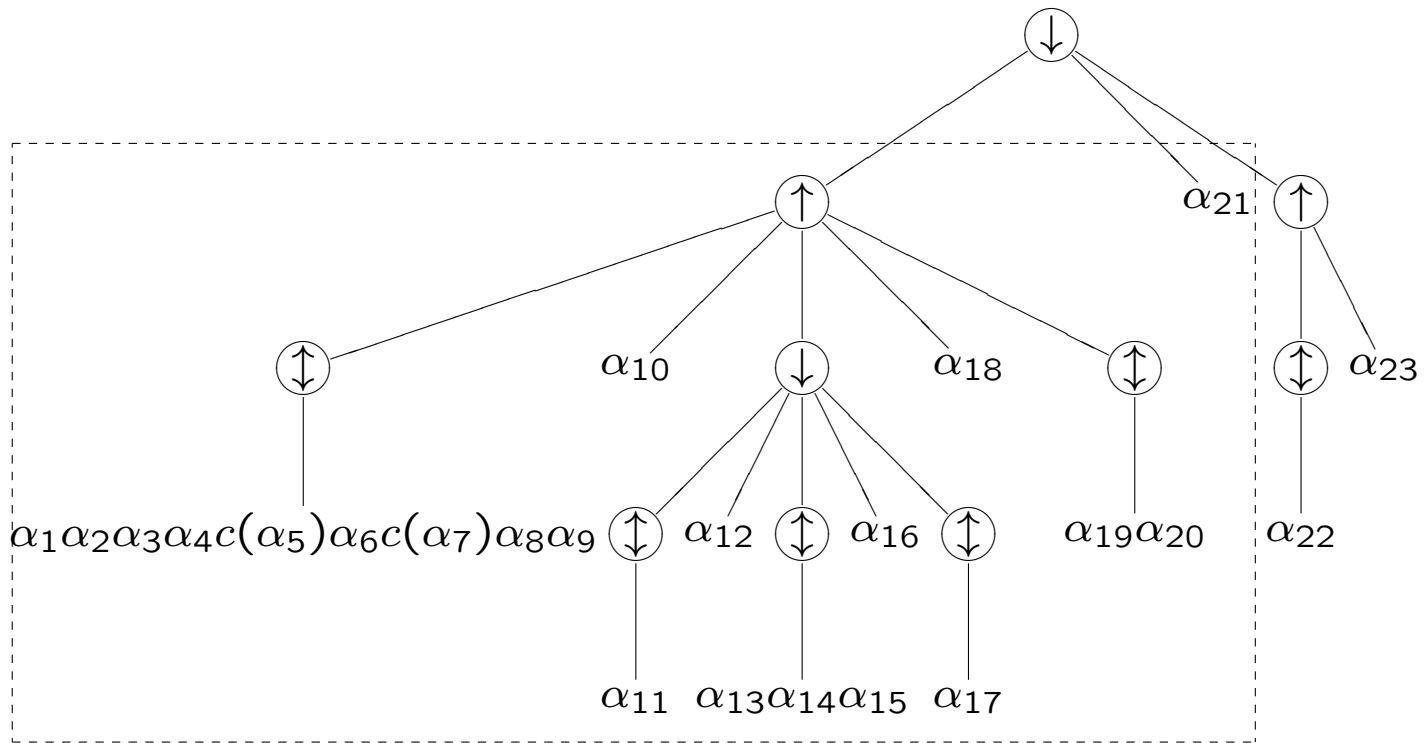 ↓
↑ α₂₁ ↑
↕ α₁₀ ↓ α₁₈ ↕ ↕ α₂₃
α₁α₂α₃α₄c(α₅)α₆c(α₇)α₈α₉ ↕ α₁₂ ↕ α₁₆ ↕ α₁₉α₂₀ α₂₂
α₁₁ α₁₃α₁₄α₁₅ α₁₇